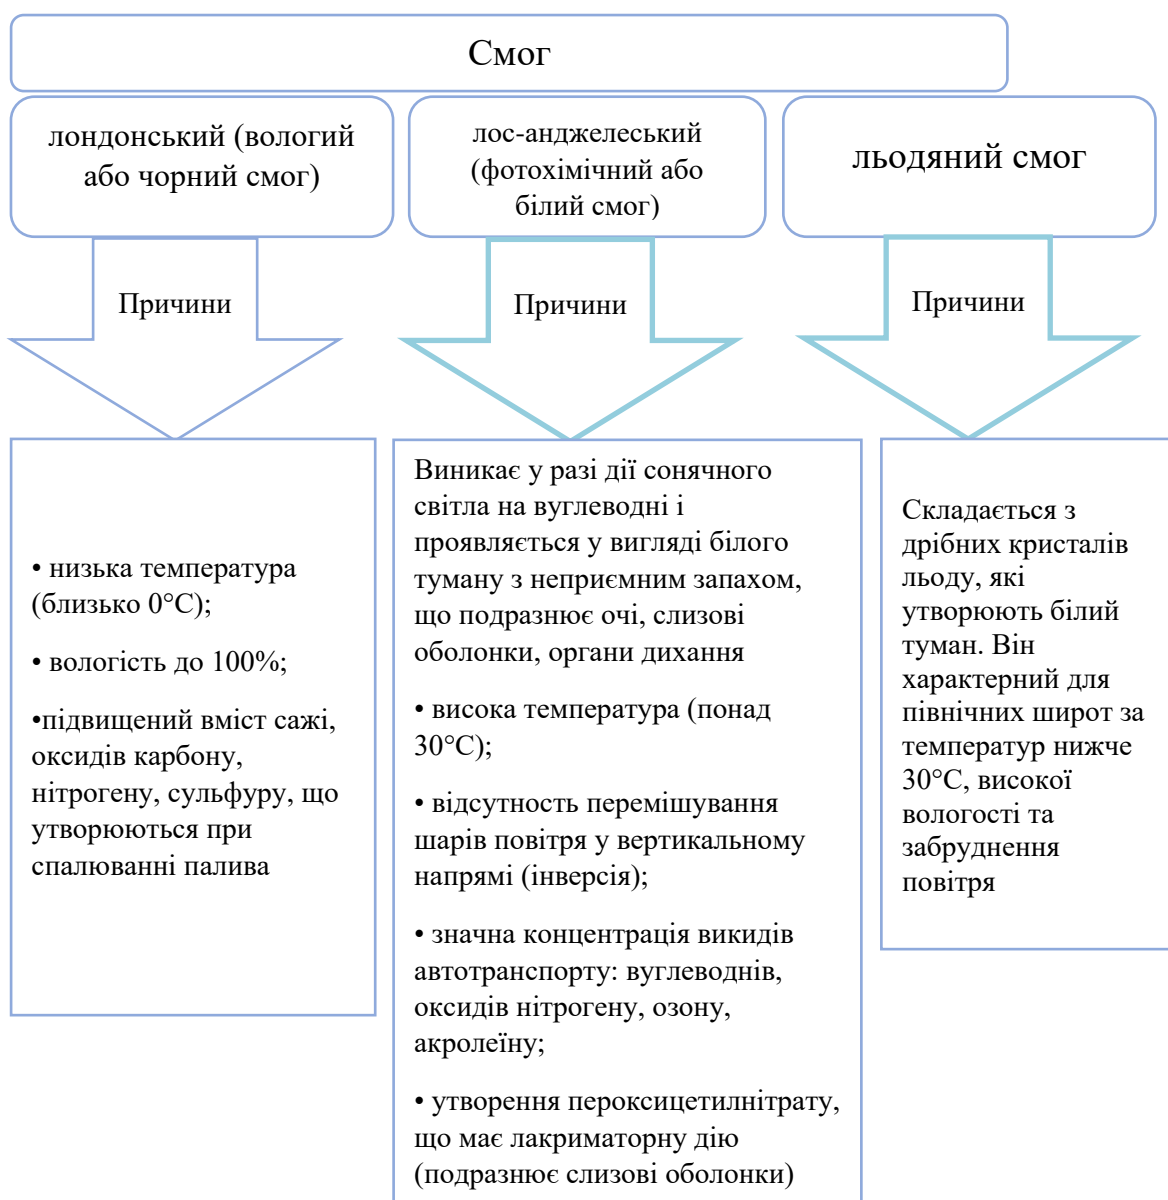 Смог
лондонський (вологий
або чорний смог)
лос-анджелеський
(фотохімічний або
білий смог)
льодяний смог
Причини
Причини
Причини
• низька температура
(близько 0°С);
• вологість до 100%;
•підвищений вміст сажі,
оксидів карбону,
нітрогену, сульфуру, що
утворюються при
спалюванні палива
Виникає у разі дії сонячного
світла на вуглеводні і
проявляється у вигляді білого
туману з неприємним запахом,
що подразнює очі, слизові
оболонки, органи дихання
• висока температура (понад
30°С);
• відсутність перемішування
шарів повітря у вертикальному
напрямі (інверсія);
• значна концентрація викидів
автотранспорту: вуглеводнів,
оксидів нітрогену, озону,
акролеїну;
• утворення пероксицетилнітрату,
що має лакриматорну дію
(подразнює слизові оболонки)
Складається з
дрібних кристалів
льоду, які
утворюють білий
туман. Він
характерний для
північних широт за
температур нижче
30°С, високої
вологості та
забруднення
повітря